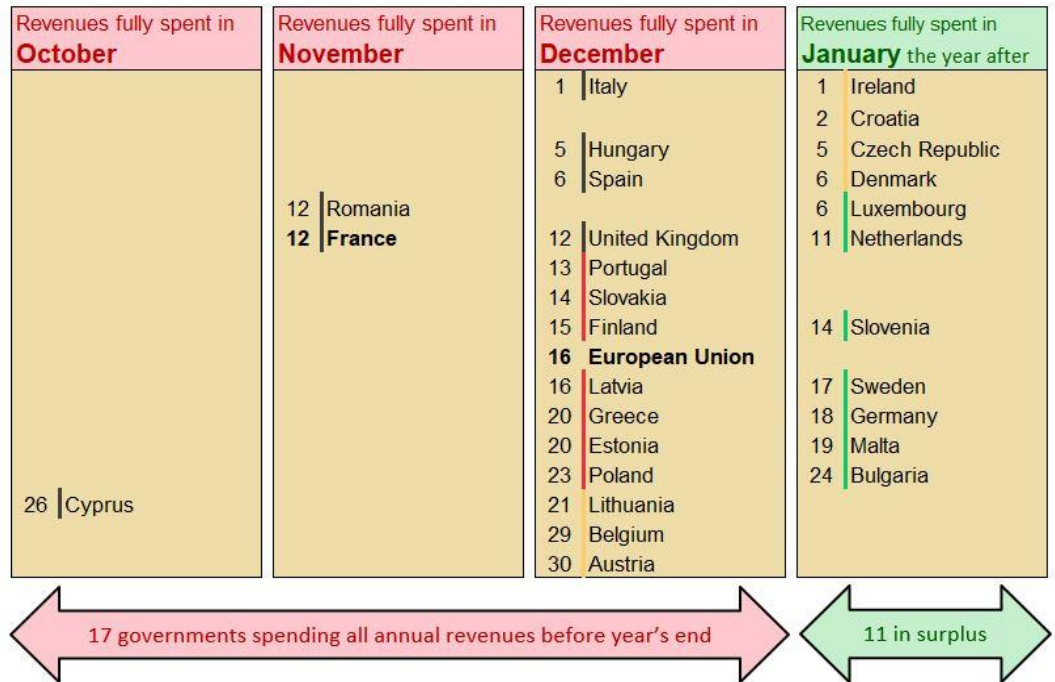 Revenues fully spent in
October
26 Cyprus
Revenues fully spent in
November
12 Romania
12 France
Revenues fully spent in
December
1 Italy
5 Hungary
6 Spain
12 United Kingdom
13 Portugal
14 Slovakia
15 Finland
16 European Union
16 Latvia
20 Greece
20 Estonia
23 Poland
21 Lithuania
29 Belgium
30 Austria
Revenues fully spent in
January the year after
1 Ireland
2 Croatia
5 Czech Republic
6 Denmark
6 Luxembourg
11 Netherlands
14 Slovenia
17 Sweden
18 Germany
19 Malta
24 Bulgaria
17 governments spending all annual revenues before year's end
11 in surplus